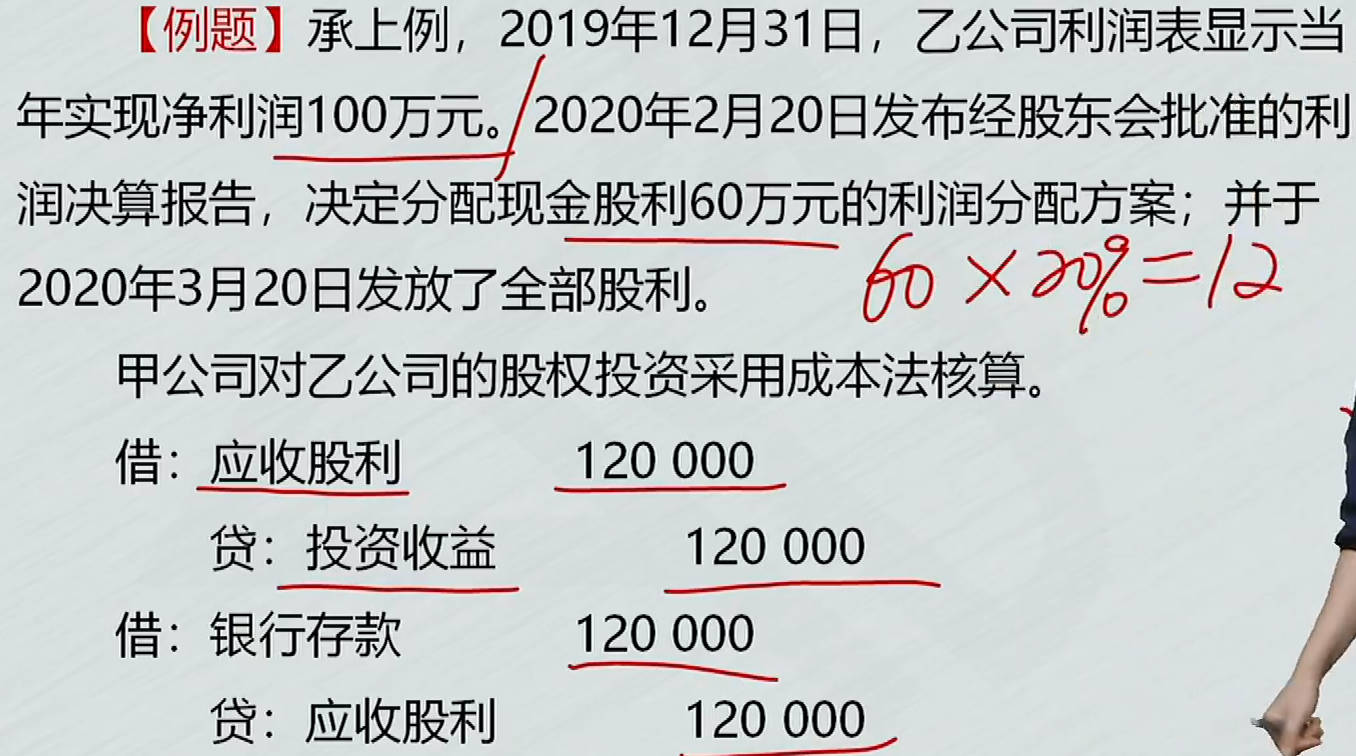 【例题】承上例，2019年12月31日，乙公司利润表显示当
年实现净利润100万元。2020年2月20日发布经股东会批准的利
润决算报告，决定分配现金股利60万元的利润分配方案；并于
2020年3月20日发放了全部股利。
60×20%=12
甲公司对乙公司的股权投资采用成本法核算。
借：应收股利 120 000
贷：投资收益 120 000
借：银行存款 120 000
贷：应收股利 120 000